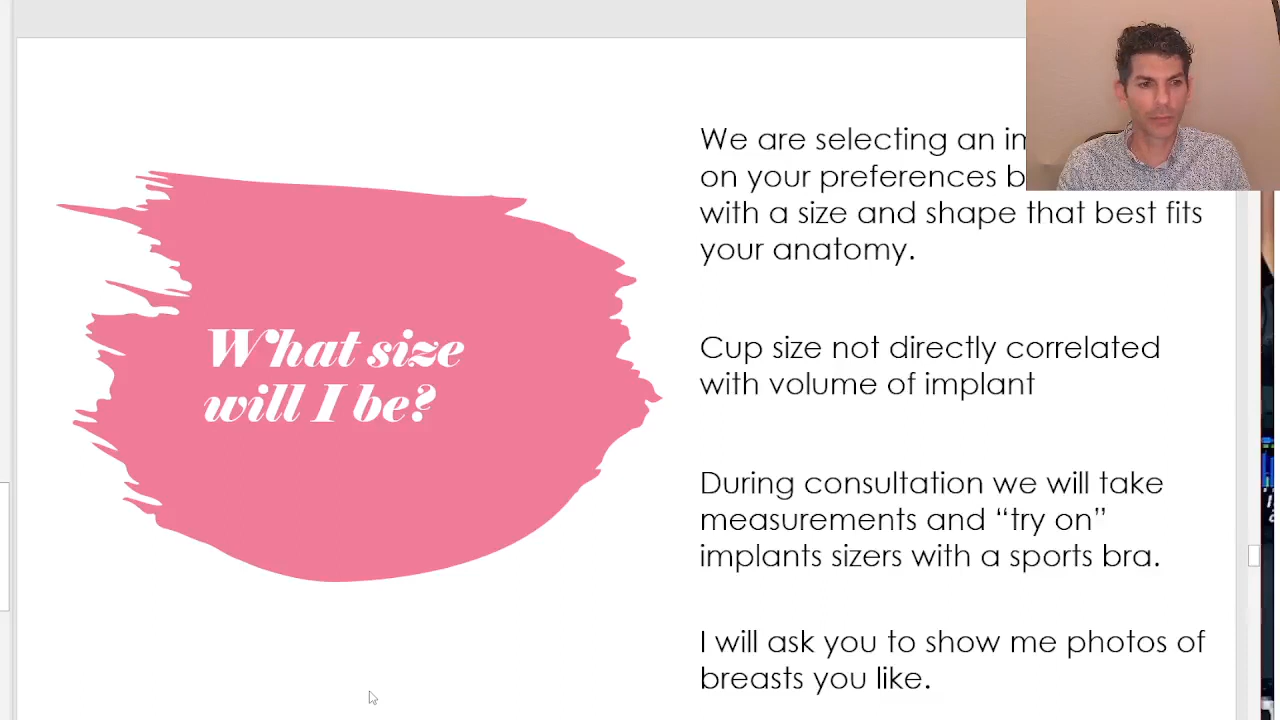 What size
will I be?
We are selecting an
on your preferences
with a size and shape that best fits
your anatomy.
Cup size not directly correlated
with volume of implant
During consultation we will take
measurements and “try on”
implants sizers with a sports bra.
I will ask you to show me photos of
breasts you like.